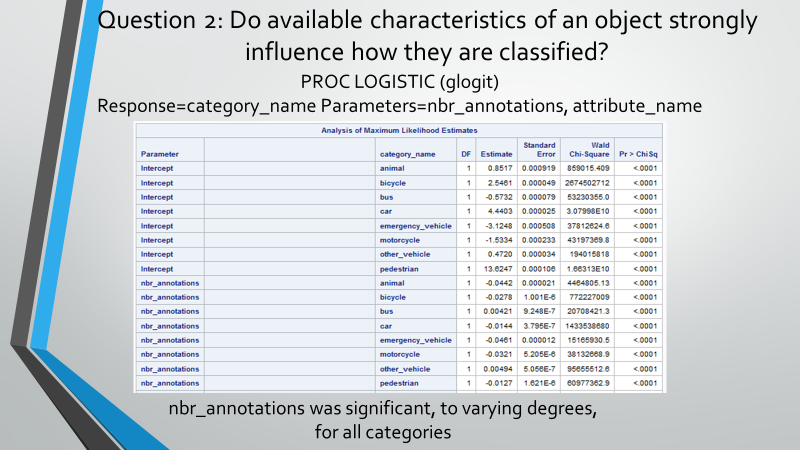 Question 2: Do available characteristics of an object strongly
influence how they are classified?
PROC LOGISTIC (glogit)
Response=category_name Parameters=nbr_annotations, attribute_name
Analysis of Maximum Likelihood Estimates
Parameter category_name DF Estimate Standard Error Wald Chi-Square Pr > ChiSq
Intercept animal 1 0.8517 0.000919 859015.409 <.0001
Intercept bicycle 1 2.5461 0.000049 2674502712 <.0001
Intercept bus 1 -0.5732 0.000079 53230355.0 <.0001
Intercept car 1 4.4403 0.000025 3.07998E10 <.0001
Intercept emergency_vehicle 1 -3.1248 0.000508 37812624.6 <.0001
Intercept motorcycle 1 -1.5334 0.000233 43197369.8 <.0001
Intercept other_vehicle 1 0.4720 0.000034 194015818 <.0001
Intercept pedestrian 1 13.6247 0.000106 1.66313E10 <.0001
nbr_annotations animal 1 -0.0442 0.000021 4464805.13 <.0001
nbr_annotations bicycle 1 -0.0278 1.001E-6 772227009 <.0001
nbr_annotations bus 1 0.00421 9.248E-7 20708421.3 <.0001
nbr_annotations car 1 -0.0144 3.795E-7 1433538680 <.0001
nbr_annotations emergency_vehicle 1 -0.0461 0.000012 15165930.5 <.0001
nbr_annotations motorcycle 1 -0.0321 5.205E-6 38132668.9 <.0001
nbr_annotations other_vehicle 1 0.00494 5.056E-7 95655512.6 <.0001
nbr_annotations pedestrian 1 -0.0127 1.621E-6 60977362.9 <.0001
nbr_annotations was significant, to varying degrees,
for all categories